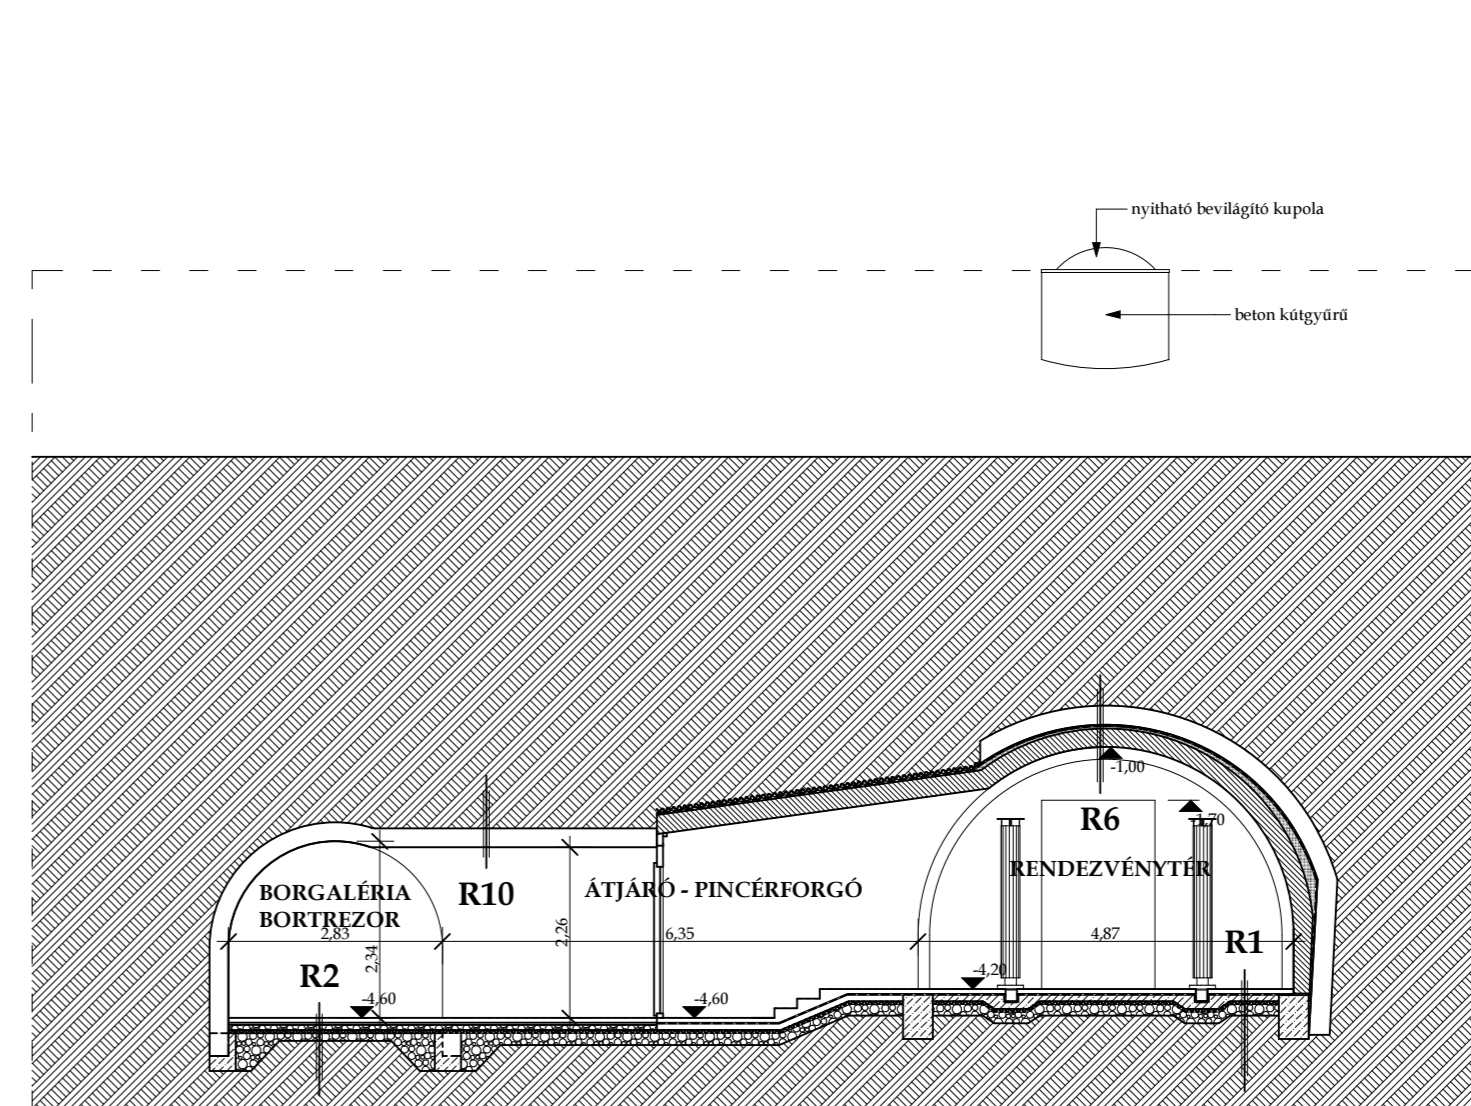 nyitható bevilágító kupola
beton kútgyűrű
-1,00
R6
-1,70
RENDEZVÉNYTÉR
BORGALÉRIA
BORTREZOR
R10
ÁTJÁRÓ - PINCÉRFORGÓ
2,83
2,34
2,26
6,35
4,87
R1
R2
-4,60
-4,60
-4,20